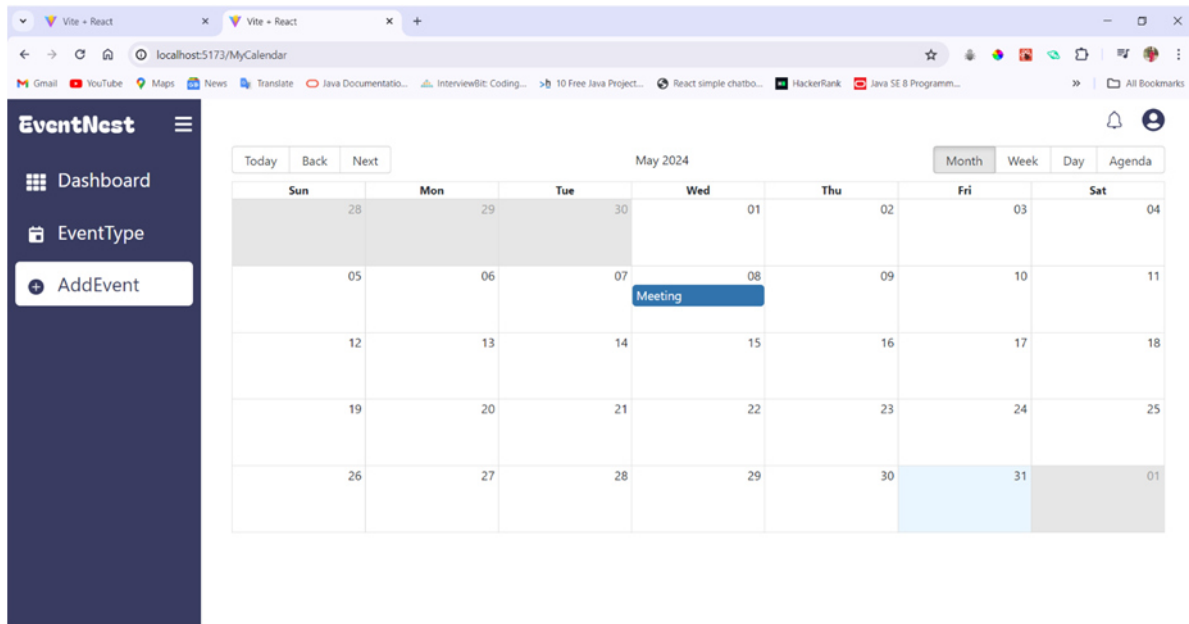 Vite + React
Vite + React
localhost:5173/MyCalendar
Gmail YouTube Maps News Translate Java Documentatio... InterviewBit: Coding... 10 Free Java Project... React simple chatbo... HackerRank Java SE 8 Programm... All Bookmarks
EventNest
Today Back Next May 2024 Month Week Day Agenda
Dashboard
EventType
AddEvent
Sun Mon Tue Wed Thu Fri Sat
28 29 30 01 02 03 04
05 06 07 08 09 10 11
Meeting
12 13 14 15 16 17 18
19 20 21 22 23 24 25
26 27 28 29 30 31 01